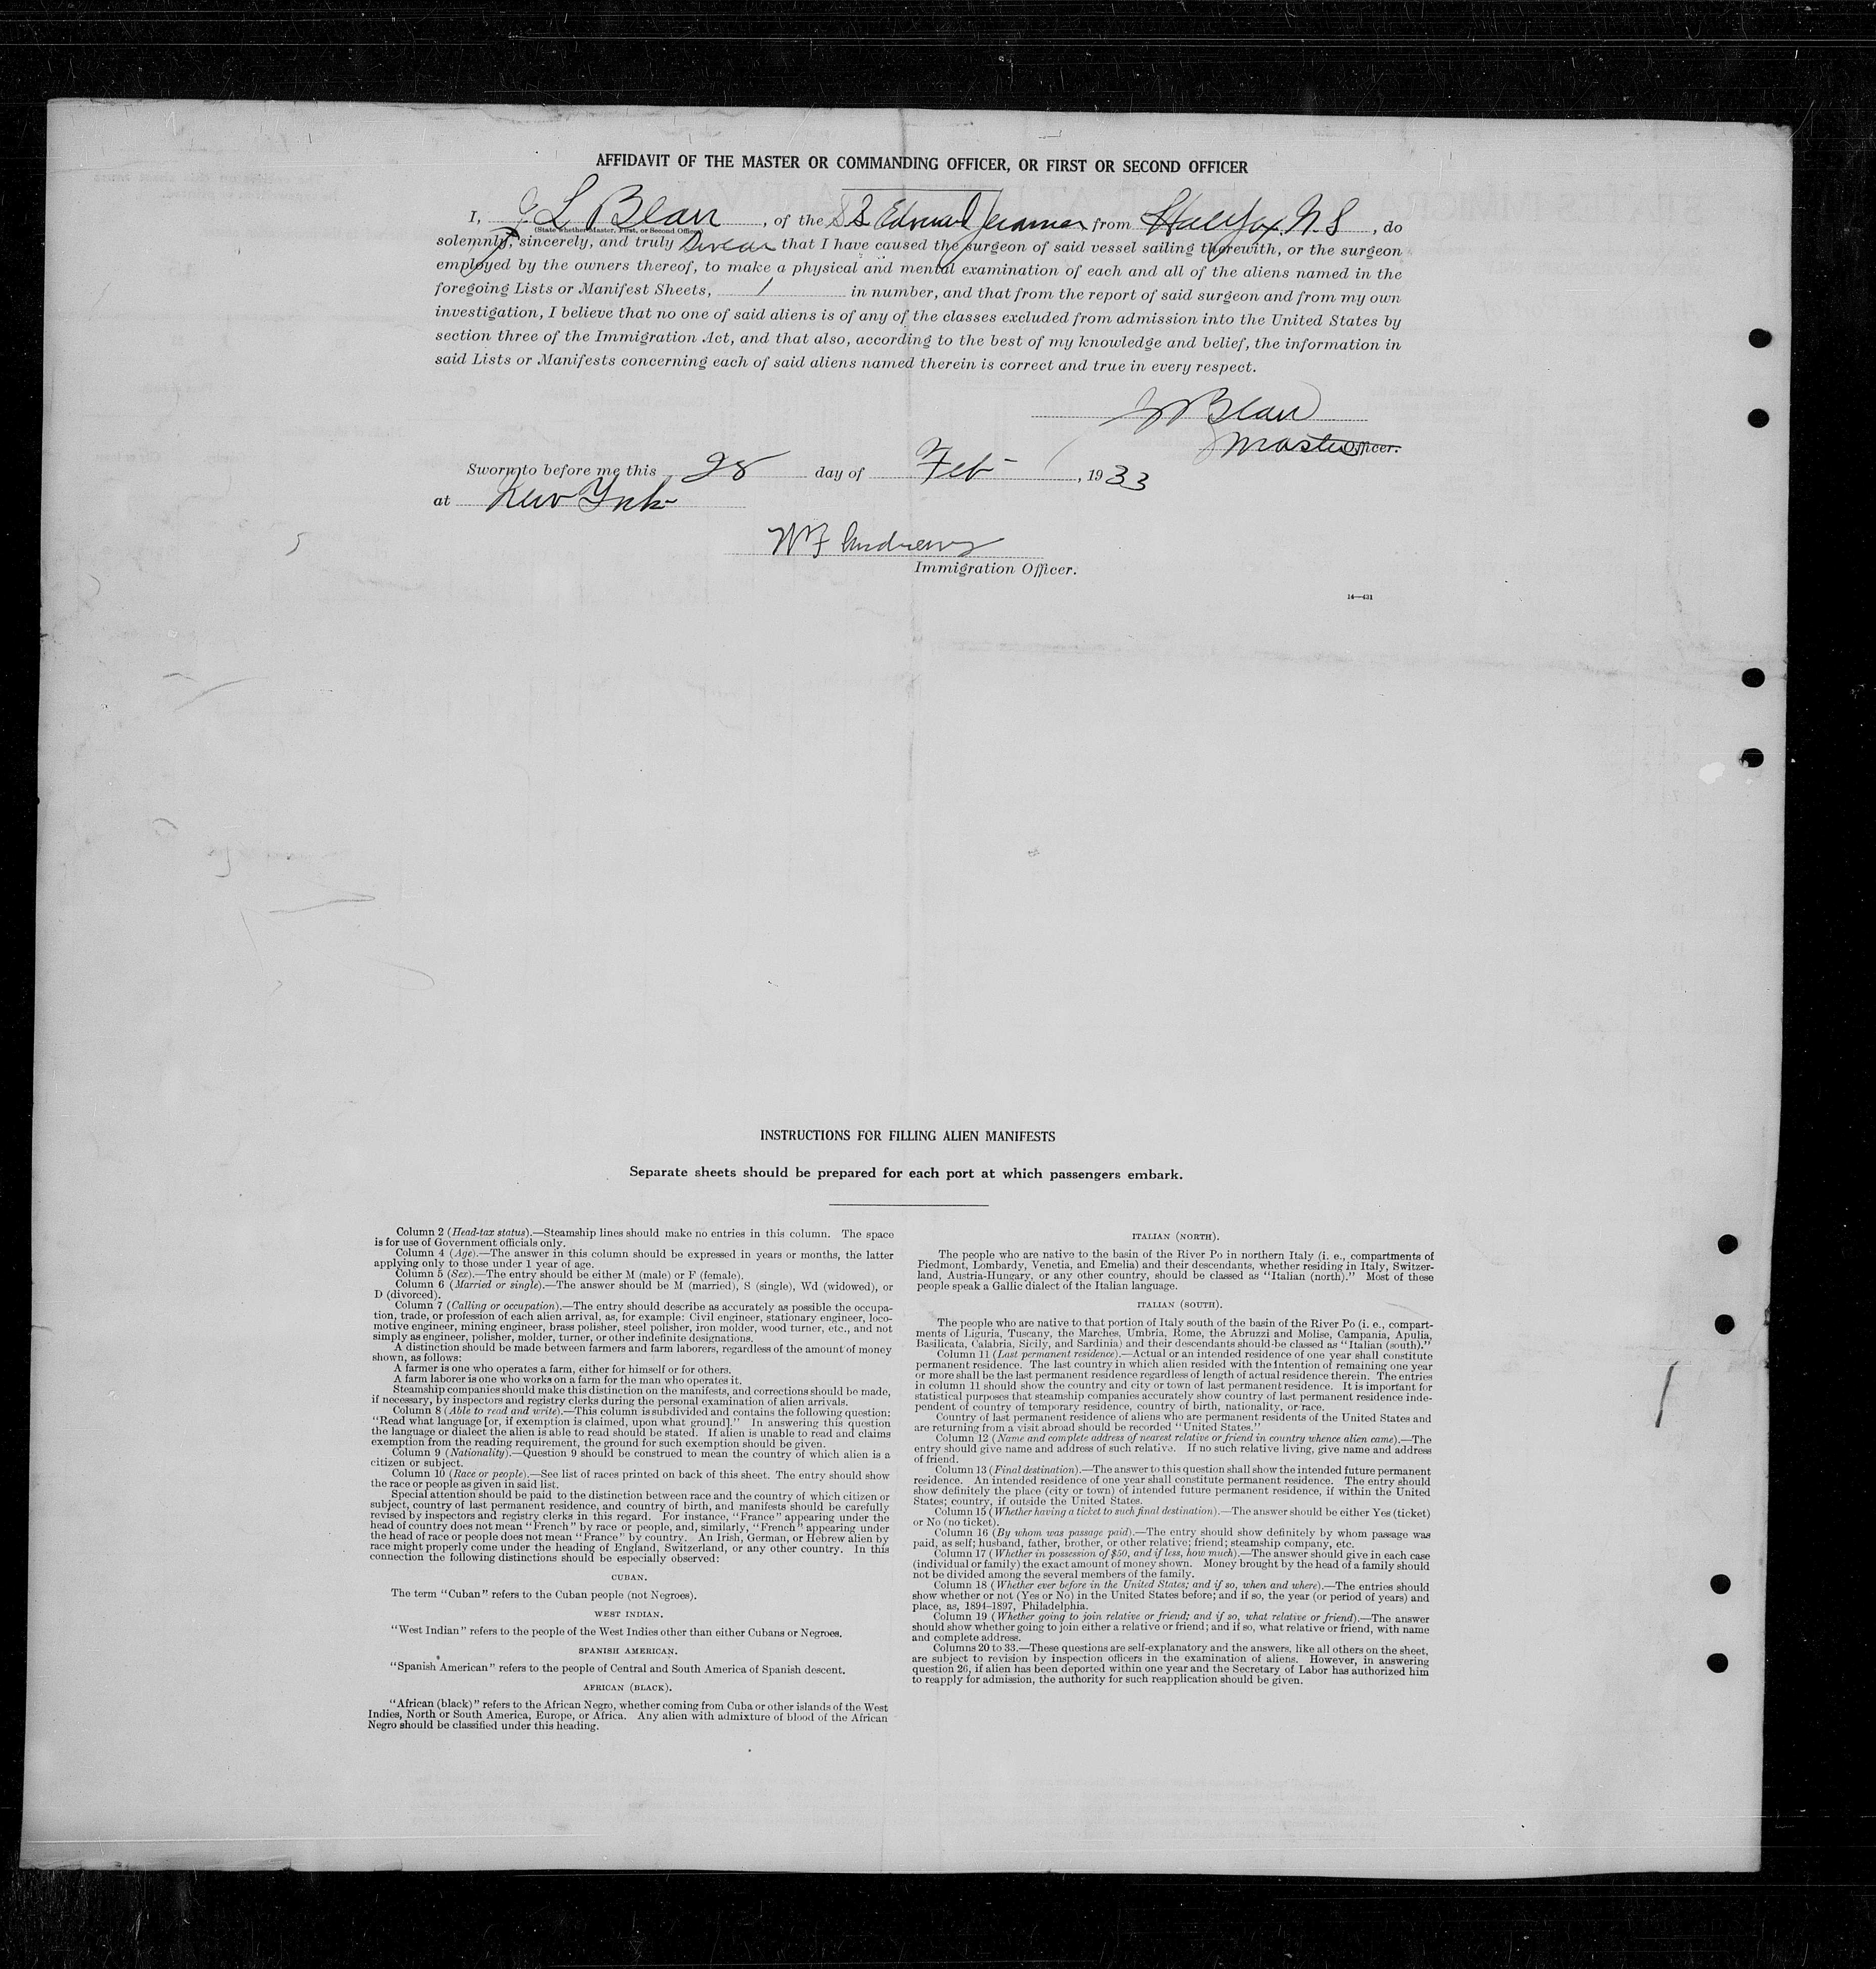 AFFIDAVIT OF THE MASTER OR COMMANDING OFFICER, OR FIRST OR SECOND OFFICER
I, L Blair, of the S.S. Edward from Halifax. N.S, do
(State whether Master, First, or Second Officer)
solemnly, sincerely, and truly swear that I have caused the surgeon of said vessel sailing therewith, or the surgeon
employed by the owners thereof, to make a physical and mental examination of each and all of the aliens named in the
foregoing Lists or Manifest Sheets, 1 in number, and that from the report of said surgeon and from my own
investigation, I believe that no one of said aliens is of any of the classes excluded from admission into the United States by
section three of the Immigration Act, and that also, according to the best of my knowledge and belief, the information in
said Lists or Manifests concerning each of said aliens named therein is correct and true in every respect.
Blair
Master Officer.
Sworn to before me this 28 day of Feb, 1933
at New York
W F Andrews
Immigration Officer.
14—431
INSTRUCTIONS FOR FILLING ALIEN MANIFESTS
Separate sheets should be prepared for each port at which passengers embark.
Column 2 (Head-tax status).—Steamship lines should make no entries in this column. The space
is for use of Government officials only.
Column 4 (Age).—The answer in this column should be expressed in years or months, the latter
applying only to those under 1 year of age.
Column 5 (Sex).—The entry should be either M (male) or F (female).
Column 6 (Married or single).—The answer should be M (married), S (single), Wd (widowed), or
D (divorced).
Column 7 (Calling or occupation).—The entry should describe as accurately as possible the occupa-
tion, trade, or profession of each alien arrival, as, for example: Civil engineer, stationary engineer, loco-
motive engineer, mining engineer, brass polisher, steel polisher, iron molder, wood turner, etc., and not
simply as engineer, polisher, molder, turner, or other indefinite designations.
A distinction should be made between farmers and farm laborers, regardless of the amount of money
shown, as follows:
A farmer is one who operates a farm, either for himself or for others.
A farm laborer is one who works on a farm for the man who operates it.
Steamship companies should make this distinction on the manifests, and corrections should be made,
if necessary, by inspectors and registry clerks during the personal examination of alien arrivals.
Column 8 (Able to read and write).—This column is subdivided and contains the following question:
"Read what language [or, if exemption is claimed, upon what ground]." In answering this question
the language or dialect the alien is able to read should be stated. If alien is unable to read and claims
exemption from the reading requirement, the ground for such exemption should be given.
Column 9 (Nationality).—Question 9 should be construed to mean the country of which alien is a
citizen or subject.
Column 10 (Race or people).—See list of races printed on back of this sheet. The entry should show
the race or people as given in said list.
Special attention should be paid to the distinction between race and the country of which citizen or
subject, country of last permanent residence, and country of birth, and manifests should be carefully
revised by inspectors and registry clerks in this regard. For instance, "France" appearing under the
head of country does not mean "French" by race or people, and, similarly, "French" appearing under
the head of race or people does not mean "France" by country. An Irish, German, or Hebrew alien by
race might properly come under the heading of England, Switzerland, or any other country. In this
connection the following distinctions should be especially observed:
CUBAN.
The term "Cuban" refers to the Cuban people (not Negroes).
WEST INDIAN.
"West Indian" refers to the people of the West Indies other than either Cubans or Negroes.
SPANISH AMERICAN.
"Spanish American" refers to the people of Central and South America of Spanish descent.
AFRICAN (BLACK).
"African (black)" refers to the African Negro, whether coming from Cuba or other islands of the West
Indies, North or South America, Europe, or Africa. Any alien with admixture of blood of the African
Negro should be classified under this heading.
ITALIAN (NORTH).
The people who are native to the basin of the River Po in northern Italy (i. e., compartments of
Piedmont, Lombardy, Venetia, and Emelia) and their descendants, whether residing in Italy, Switzer-
land, Austria-Hungary, or any other country, should be classed as "Italian (north)." Most of these
people speak a Gallic dialect of the Italian language.
ITALIAN (SOUTH).
The people who are native to that portion of Italy south of the basin of the River Po (i. e., compart-
ments of Liguria, Tuscany, the Marches, Umbria, Rome, the Abruzzi and Molise, Campania, Apulia,
Basilicata, Calabria, Sicily, and Sardinia) and their descendants should be classed as "Italian (south)."
Column 11 (Last permanent residence).—Actual or an intended residence of one year shall constitute
permanent residence. The last country in which alien resided with the intention of remaining one year
or more shall be the last permanent residence regardless of length of actual residence therein. The entries
in column 11 should show the country and city or town of last permanent residence. It is important for
statistical purposes that steamship companies accurately show country of last permanent residence inde-
pendent of country of temporary residence, country of birth, nationality, or race.
Country of last permanent residence of aliens who are permanent residents of the United States and
are returning from a visit abroad should be recorded "United States."
Column 12 (Name and complete address of nearest relative or friend in country whence alien came).—The
entry should give name and address of such relative. If no such relative living, give name and address
of friend.
Column 13 (Final destination).—The answer to this question shall show the intended future permanent
residence. An intended residence of one year shall constitute permanent residence. The entry should
show definitely the place (city or town) of intended future permanent residence, if within the United
States; country, if outside the United States.
Column 15 (Whether having a ticket to such final destination).—The answer should be either Yes (ticket)
or No (no ticket).
Column 16 (By whom was passage paid).—The entry should show definitely by whom passage was
paid, as self; husband, father, brother, or other relative; friend; steamship company, etc.
Column 17 (Whether in possession of $50, and if less, how much).—The answer should give in each case
(individual or family) the exact amount of money shown. Money brought by the head of a family should
not be divided among the several members of the family.
Column 18 (Whether ever before in the United States; and if so, when and where).—The entries should
show whether or not (Yes or No) in the United States before; and if so, the year (or period of years) and
place, as, 1894-1897, Philadelphia.
Column 19 (Whether going to join relative or friend; and if so, what relative or friend).—The answer
should show whether going to join either a relative or friend; and if so, what relative or friend, with name
and complete address.
Columns 20 to 33.—These questions are self-explanatory and the answers, like all others on the sheet,
are subject to revision by inspection officers in the examination of aliens. However, in answering
question 26, if alien has been deported within one year and the Secretary of Labor has authorized him
to reapply for admission, the authority for such reapplication should be given.